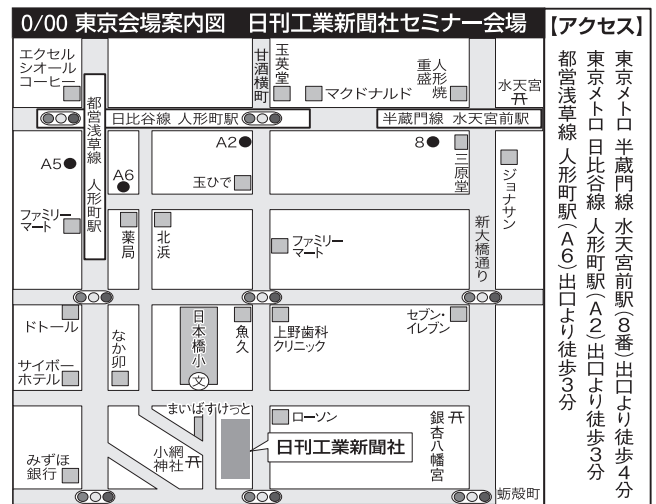 0/00 東京会場案内図　日刊工業新聞社セミナー会場
【アクセス】
東京メトロ 半蔵門線 水天宮前駅(8番)出口より徒歩4分
東京メトロ 日比谷線 人形町駅(A2)出口より徒歩3分
都営浅草線 人形町駅(A6)出口より徒歩3分
エクセル
シオール
コーヒー
甘酒横町
玉英堂
マクドナルド
人形焼
重盛
水天宮
都営浅草線 人形町駅
日比谷線 人形町駅
半蔵門線 水天宮前駅
A5
A6
A2
8
玉ひで
三原堂
ジョナサン
ファミリー
マート
薬局
北浜
ファミリー
マート
新大橋通り
ドトール
なか卯
日本橋小
文
魚久
上野歯科
クリニック
セブン-
イレブン
サイボー
ホテル
まいばすけっと
ローソン
銀杏八幡宮
小網
神社
日刊工業新聞社
みずほ
銀行
蛎殻町